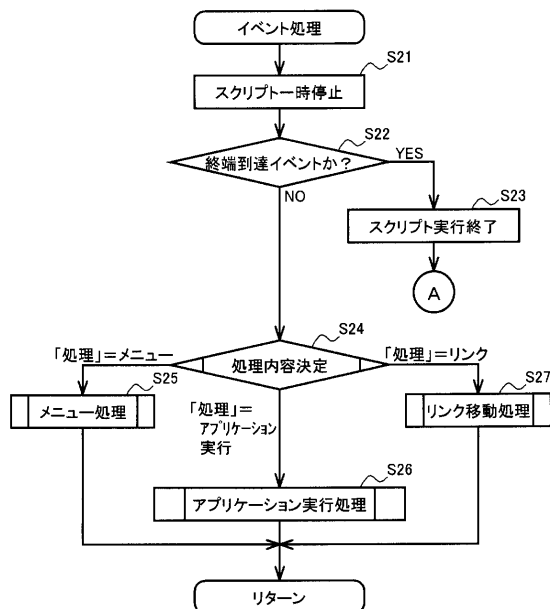 イベント処理
S21
スクリプト一時停止
S22
終端到達イベントか?
YES
NO
S23
スクリプト実行終了
A
S24
「処理」=メニュー
処理内容決定
「処理」=リンク
S25
S27
メニュー処理
「処理」=
アプリケーション
実行
リンク移動処理
S26
アプリケーション実行処理
リターン